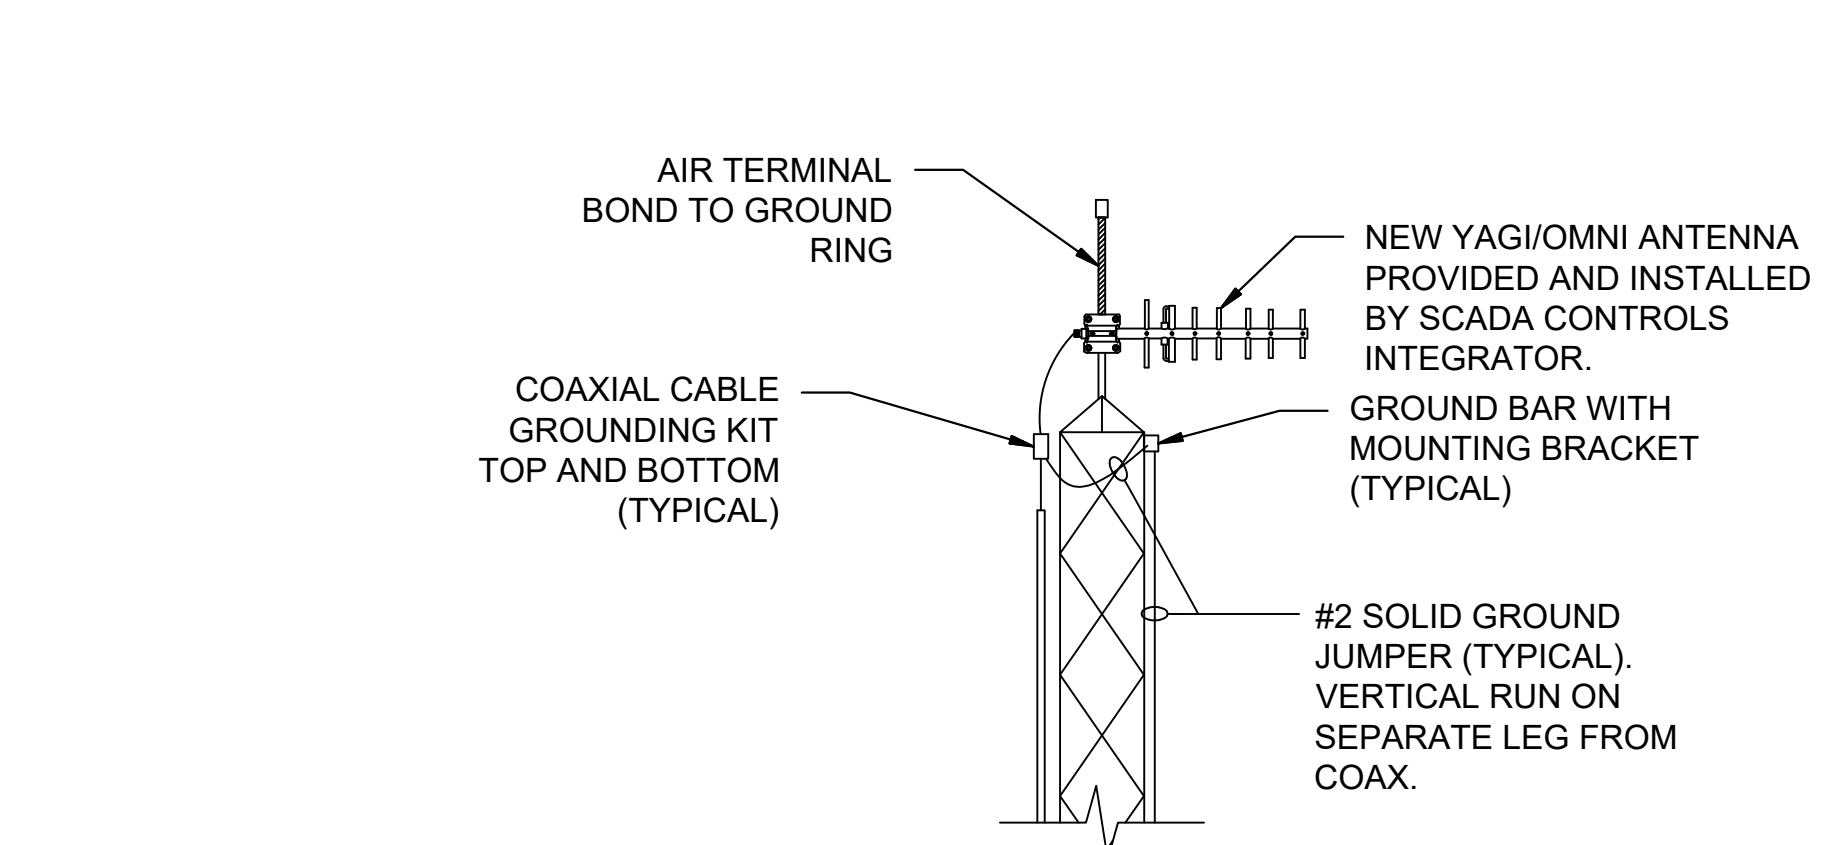 AIR TERMINAL
BOND TO GROUND
RING
NEW YAGI/OMNI ANTENNA
PROVIDED AND INSTALLED
BY SCADA CONTROLS
INTEGRATOR.
COAXIAL CABLE
GROUNDING KIT
TOP AND BOTTOM
(TYPICAL)
GROUND BAR WITH
MOUNTING BRACKET
(TYPICAL)
#2 SOLID GROUND
JUMPER (TYPICAL).
VERTICAL RUN ON
SEPARATE LEG FROM
COAX.